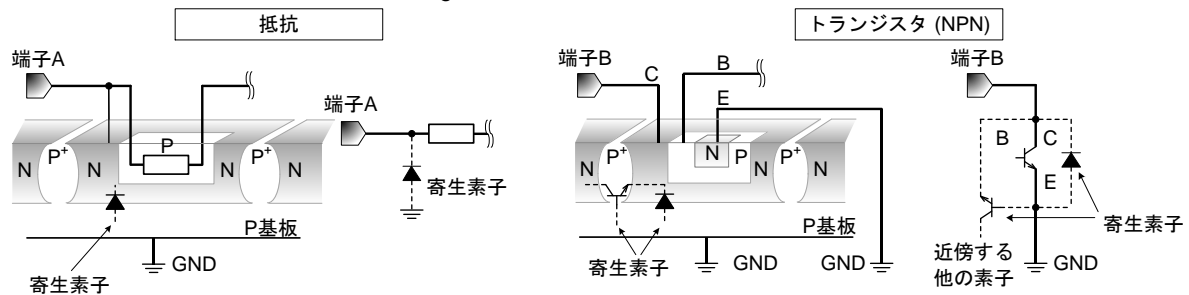 g
抵抗
端子A
N
P+
N
P
N
P+
N
P基板
GND
寄生素子
端子A
寄生素子
トランジスタ (NPN)
端子B
C
B
E
N
P+
N
N
P
N
P+
N
P基板
寄生素子
GND
GND
端子B
B
C
E
寄生素子
近傍する
他の素子
GND